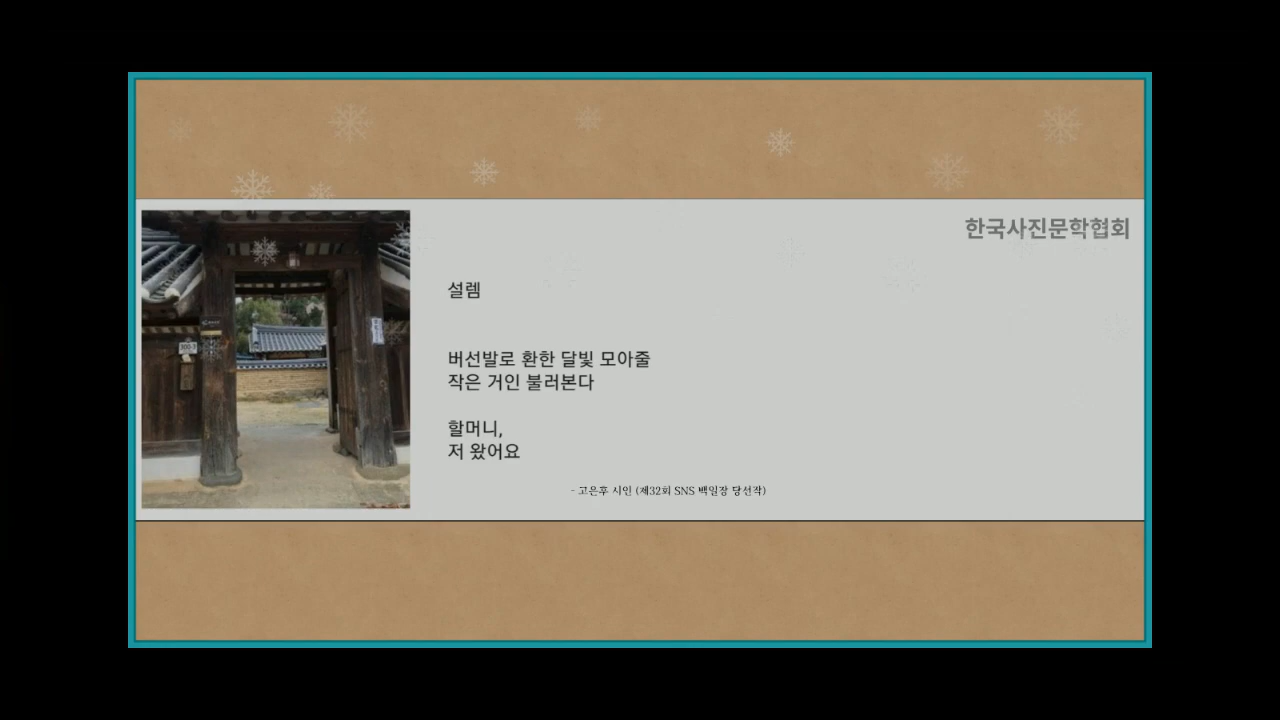 한국사진문학협회
설렘
버선발로 환한 달빛 모아줄
작은 거인 불러본다
할머니,
저 왔어요
- 고은후 시인 (제32회 SNS 백일장 당선작)